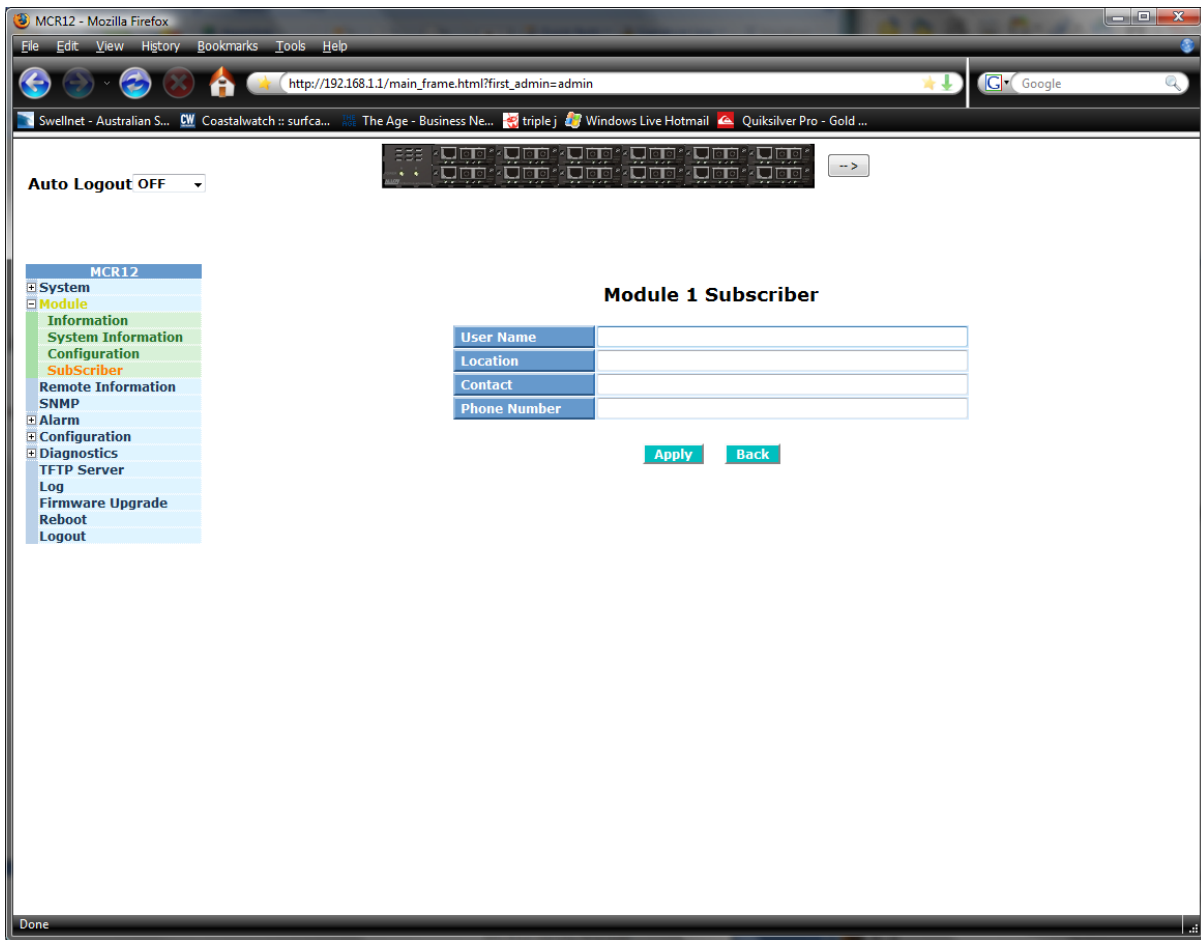 MCR12 - Mozilla Firefox
File Edit View History Bookmarks Tools Help
http://192.168.1.1/main_frame.html?first_admin=admin
Google
Swellnet - Australian S... CW Coastalwatch :: surfca... The Age - Business Ne... triple j Windows Live Hotmail Quiksilver Pro - Gold ...
Auto Logout OFF
-->
MCR12
System
Module
Information
System Information
Configuration
SubScriber
Remote Information
SNMP
Alarm
Configuration
Diagnostics
TFTP Server
Log
Firmware Upgrade
Reboot
Logout
Module 1 Subscriber
User Name
Location
Contact
Phone Number
Apply Back
Done